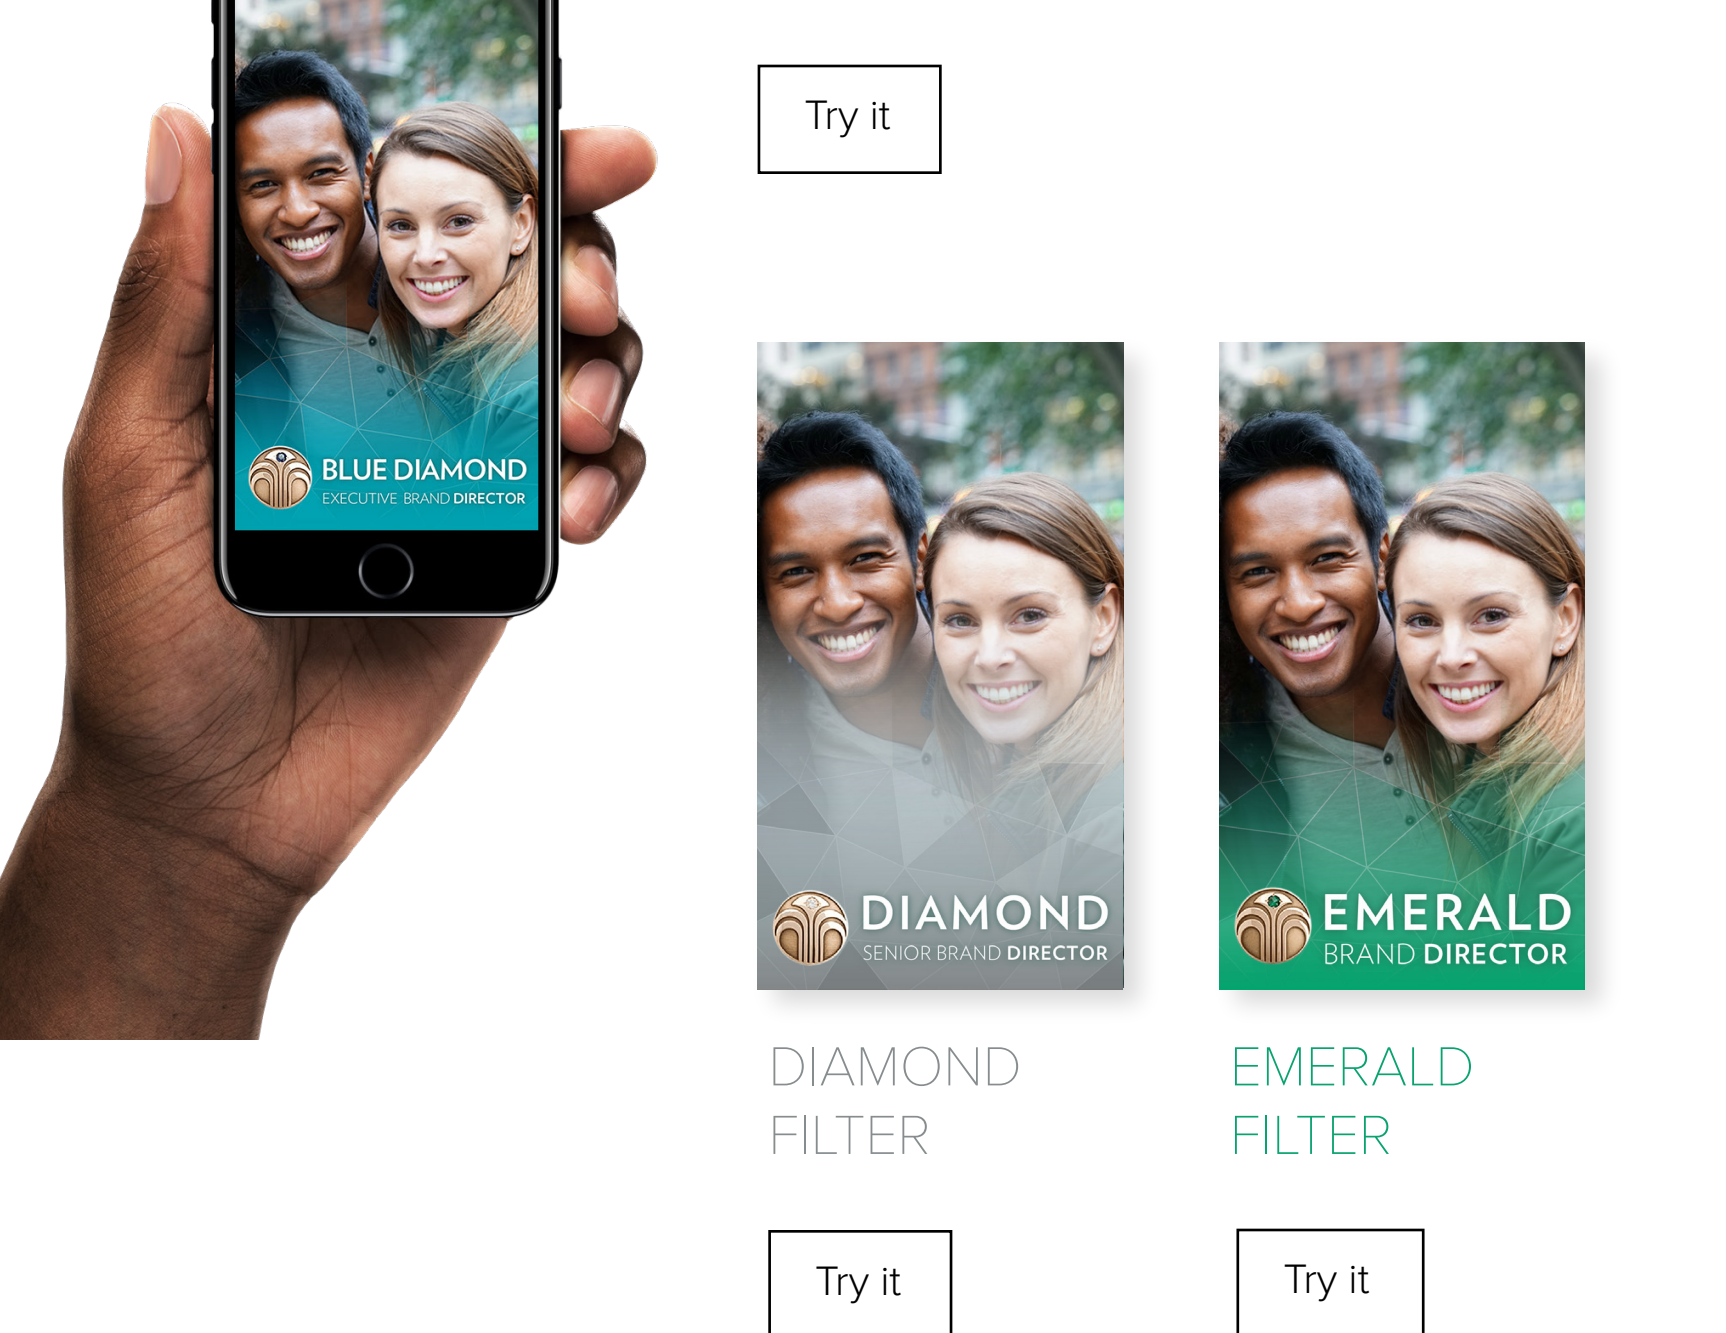 Try it
BLUE DIAMOND
EXECUTIVE BRAND DIRECTOR
DIAMOND
SENIOR BRAND DIRECTOR
EMERALD
BRAND DIRECTOR
DIAMOND
FILTER
EMERALD
FILTER
Try it
Try it